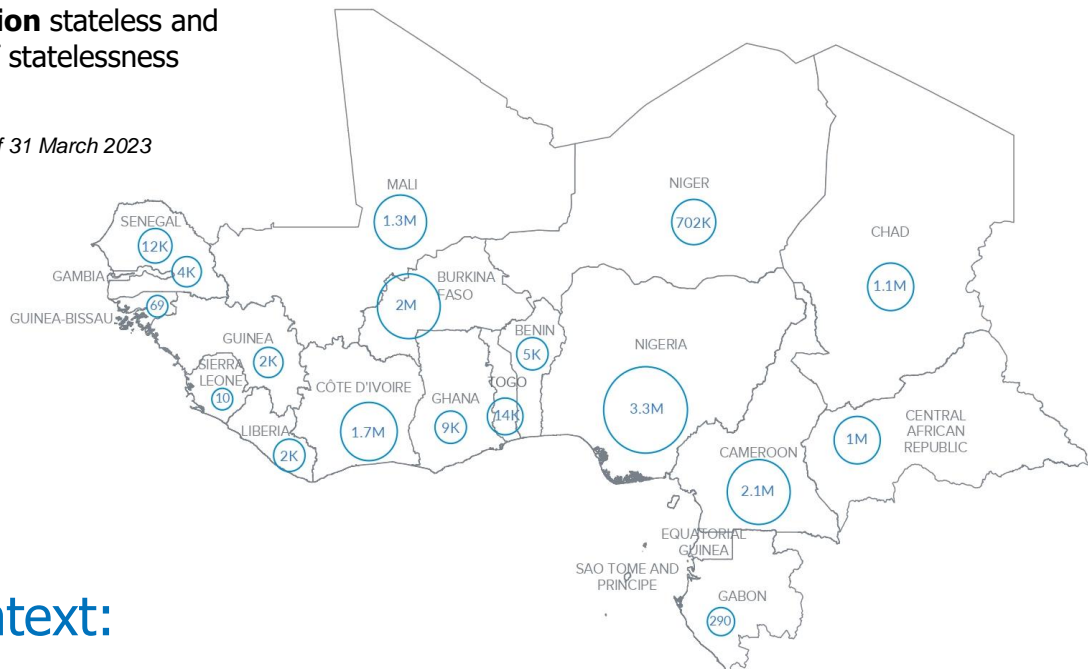 ion stateless and
statelessness
f 31 March 2023
MALI
1.3M
NIGER
702K
CHAD
1.1M
SENEGAL
12K
GAMBIA
4K
GUINEA-BISSAU
69
BURKINA
FASO
2M
GUINEA
2K
SIERRA
LEONE
10
LIBERIA
2K
CÔTE D'IVOIRE
1.7M
GHANA
9K
TOGO
14K
BENIN
5K
NIGERIA
3.3M
CAMEROON
2.1M
CENTRAL
AFRICAN
REPUBLIC
1M
EQUATORIAL
GUINEA
SAO TOME AND
PRINCIPE
GABON
290
ntext: